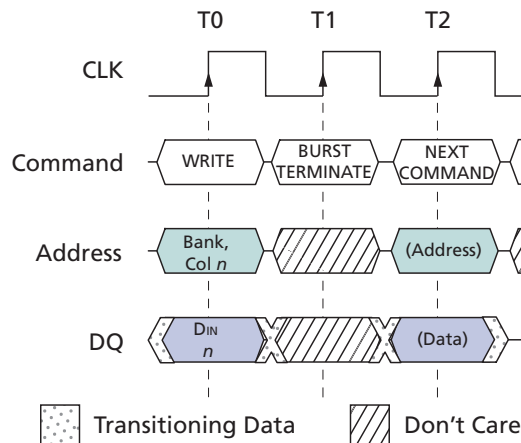 T0 T1 T2
CLK
Command WRITE BURST TERMINATE NEXT COMMAND
Address Bank, Col n (Address)
DQ DIN n (Data)
Transitioning Data Don't Care